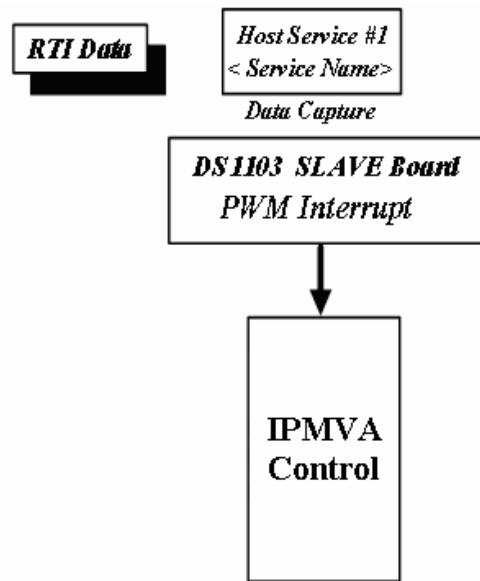 RTI Data
Host Service #1
< Service Name>
Data Capture
DS1103 SLAVE Board
PWM Interrupt
IPMVA
Control